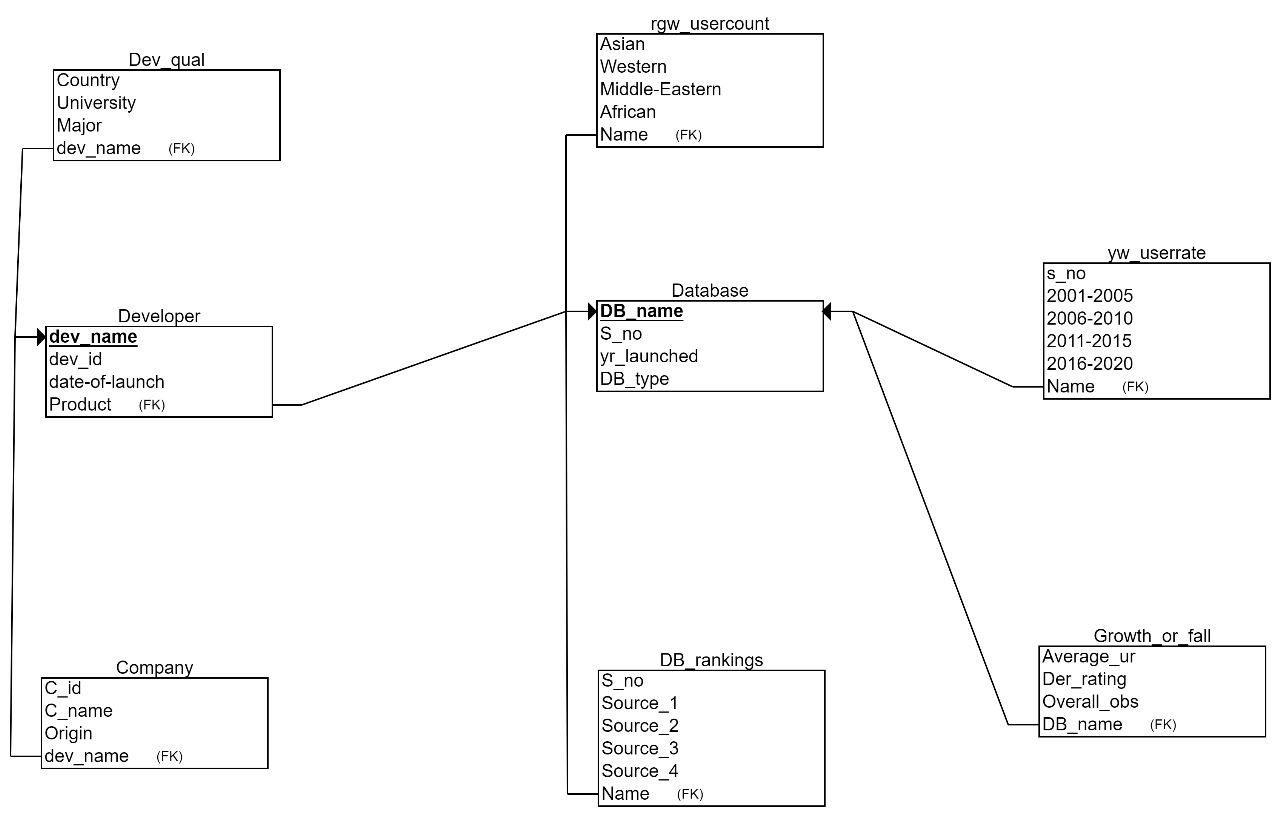 Dev_qual
Country
University
Major
dev_name (FK)
rgw_usercount
Asian
Western
Middle-Eastern
African
Name (FK)
Developer
dev_name
dev_id
date-of-launch
Product (FK)
Database
DB_name
S_no
yr_launched
DB_type
yw_userrate
s_no
2001-2005
2006-2010
2011-2015
2016-2020
Name (FK)
Company
C_id
C_name
Origin
dev_name (FK)
DB_rankings
S_no
Source_1
Source_2
Source_3
Source_4
Name (FK)
Growth_or_fall
Average_ur
Der_rating
Overall_obs
DB_name (FK)